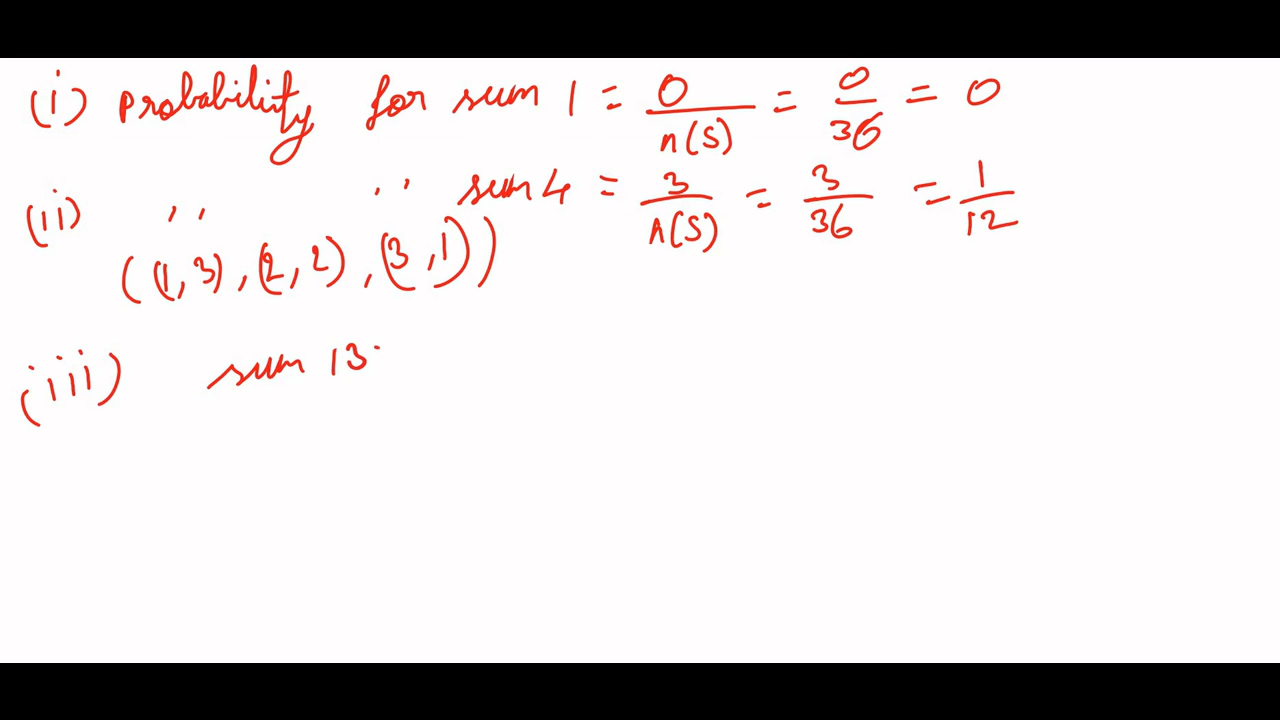 (i) probability for sum 1 = 0/n(S) = 0/36 = 0
(ii) ,, ,, sum 4 = 3/n(S) = 3/36 = 1/12
((1,3),(2,2),(3,1))
(iii) sum 13